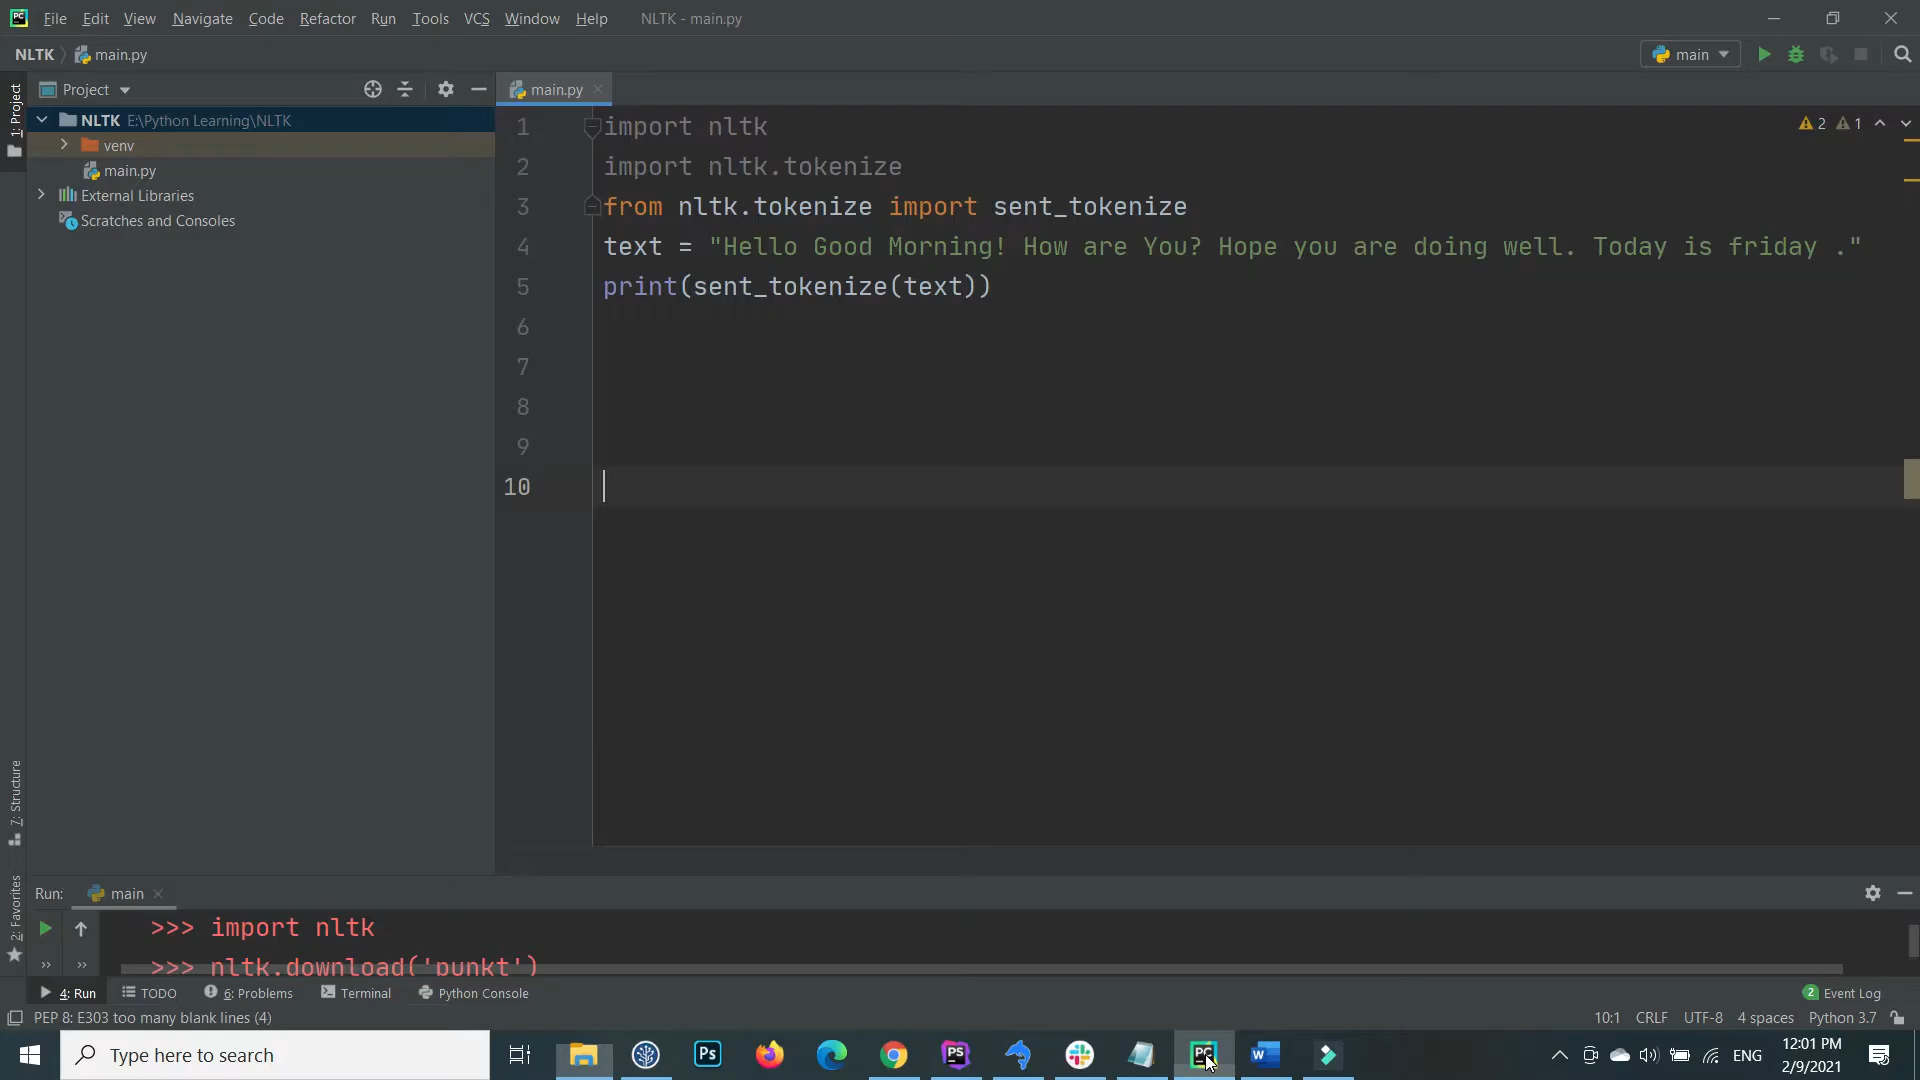 File Edit View Navigate Code Refactor Run Tools VCS Window Help NLTK - main.py
NLTK main.py main
Project main.py
1: Project
NLTK E:\Python Learning\NLTK
venv
main.py
External Libraries
Scratches and Consoles
1 import nltk
2 import nltk.tokenize
3 from nltk.tokenize import sent_tokenize
4 text = "Hello Good Morning! How are You? Hope you are doing well. Today is friday ."
5 print(sent_tokenize(text))
6
7
8
9
10
2 1
7: Structure
2: Favorites
Run: main
>>> import nltk
>>> nltk.download('punkt')
4: Run TODO 6: Problems Terminal Python Console 2 Event Log
PEP 8: E303 too many blank lines (4) 10:1 CRLF UTF-8 4 spaces Python 3.7
Type here to search Ps PS PC W ENG 12:01 PM
2/9/2021